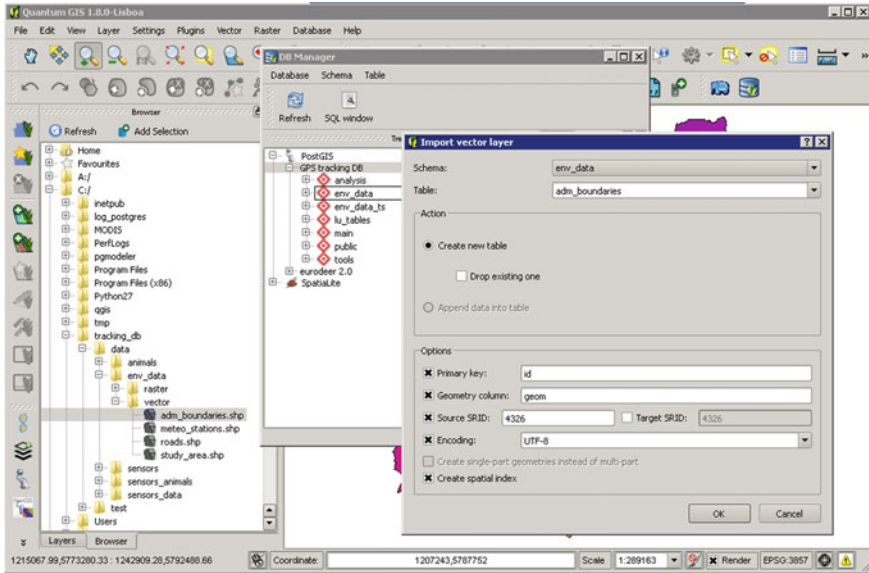 Quantum GIS 1.8.0-Lisboa
File Edit View Layer Settings Plugins Vector Raster Database Help
Browser
Refresh Add Selection
Home
Favourites
A:/
C:/
inetpub
log_postgres
MODIS
PerfLogs
pgmodeler
Program Files
Program Files (x86)
Python27
qgis
tmp
tracking_db
data
animals
env_data
raster
vector
adm_boundaries.shp
meteo_stations.shp
roads.shp
study_area.shp
sensors
sensors_animals
sensors_data
test
Users
Layers Browser
DB Manager
Database Schema Table
Refresh SQL window
PostGIS
GPS tracking DB
analysis
env_data
env_data_ts
lu_tables
main
public
tools
eurodeer 2.0
SpatiaLite
Import vector layer
Schema: env_data
Table: adm_boundaries
Action
Create new table
Drop existing one
Append data into table
Options
Primary key: id
Geometry column: geom
Source SRID: 4326 Target SRID: 4326
Encoding: UTF-8
Create single-part geometries instead of multi-part
Create spatial index
OK Cancel
1215067.99,5773280.33 : 1242909.28,5792488.66 Coordinate: 1207243,5787752 Scale 1:289163 Render EPSG:3857